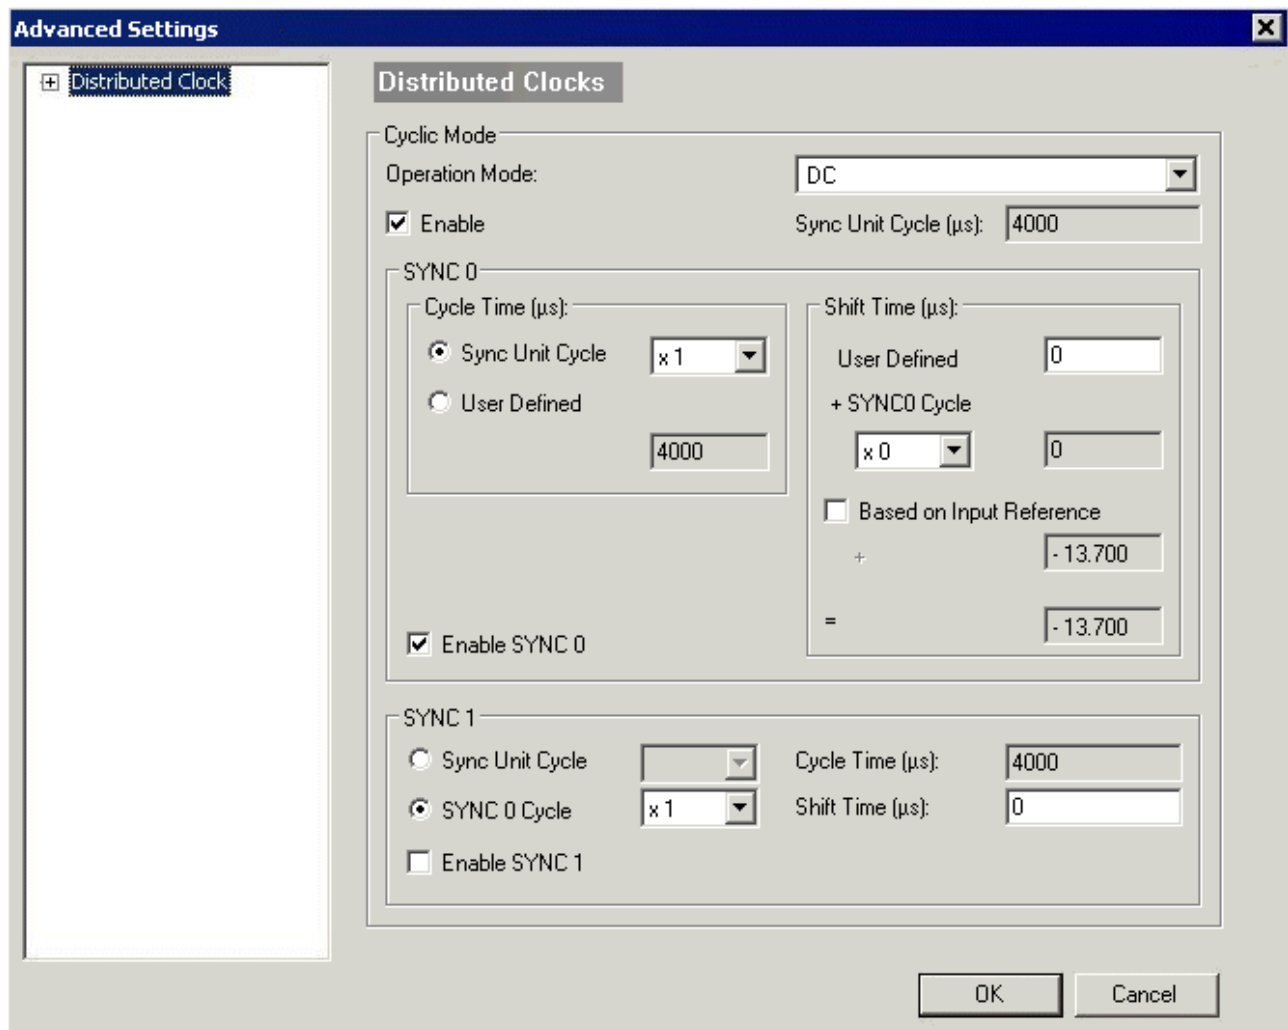 Advanced Settings
Distributed Clock
Distributed Clocks
Cyclic Mode
Operation Mode:
DC
Enable
Sync Unit Cycle (µs):
4000
SYNC 0
Cycle Time (µs):
Sync Unit Cycle
x 1
User Defined
4000
Shift Time (µs):
User Defined
0
+ SYNC0 Cycle
x 0
0
Based on Input Reference
+
- 13.700
=
- 13.700
Enable SYNC 0
SYNC 1
Sync Unit Cycle
Cycle Time (µs):
4000
SYNC 0 Cycle
x 1
Shift Time (µs):
0
Enable SYNC 1
OK
Cancel